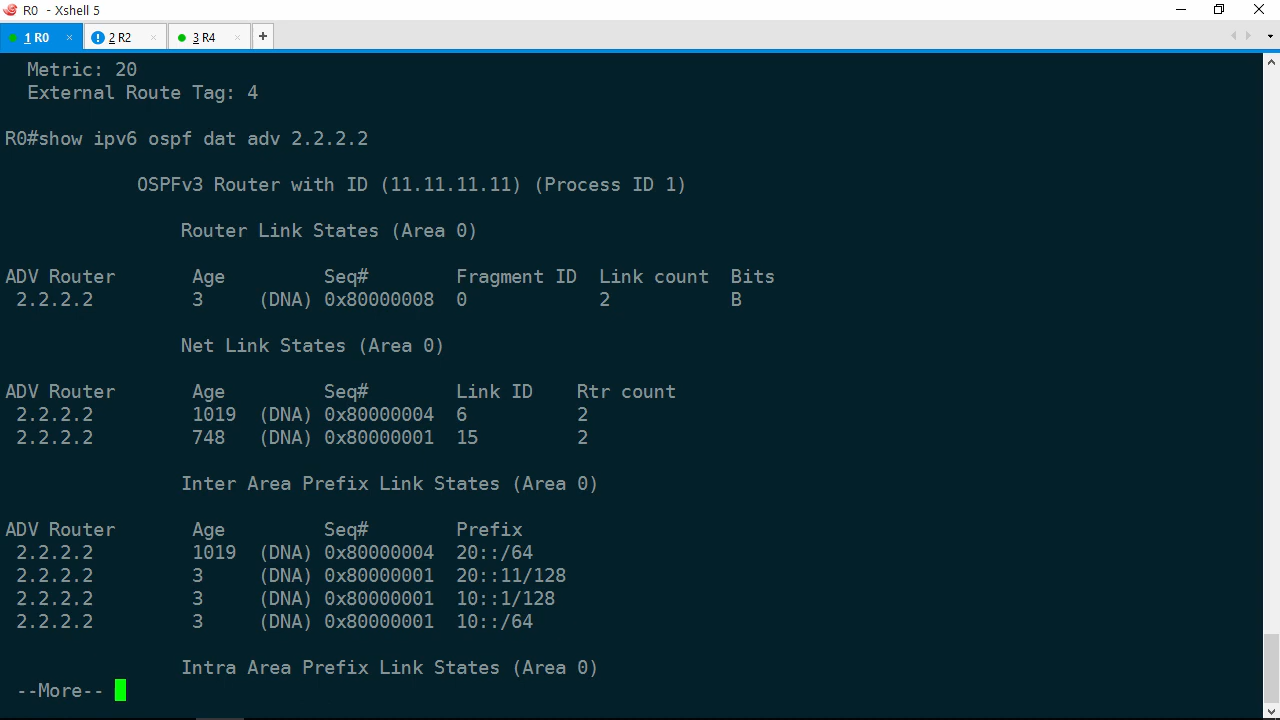 R0 - Xshell 5
1 R0 × 2 R2 × 3 R4 × +
Metric: 20
External Route Tag: 4
R0#show ipv6 ospf dat adv 2.2.2.2
OSPFv3 Router with ID (11.11.11.11) (Process ID 1)
Router Link States (Area 0)
ADV Router Age Seq# Fragment ID Link count Bits
2.2.2.2 3 (DNA) 0x80000008 0 2 B
Net Link States (Area 0)
ADV Router Age Seq# Link ID Rtr count
2.2.2.2 1019 (DNA) 0x80000004 6 2
2.2.2.2 748 (DNA) 0x80000001 15 2
Inter Area Prefix Link States (Area 0)
ADV Router Age Seq# Prefix
2.2.2.2 1019 (DNA) 0x80000004 20::/64
2.2.2.2 3 (DNA) 0x80000001 20::11/128
2.2.2.2 3 (DNA) 0x80000001 10::1/128
2.2.2.2 3 (DNA) 0x80000001 10::/64
Intra Area Prefix Link States (Area 0)
--More--